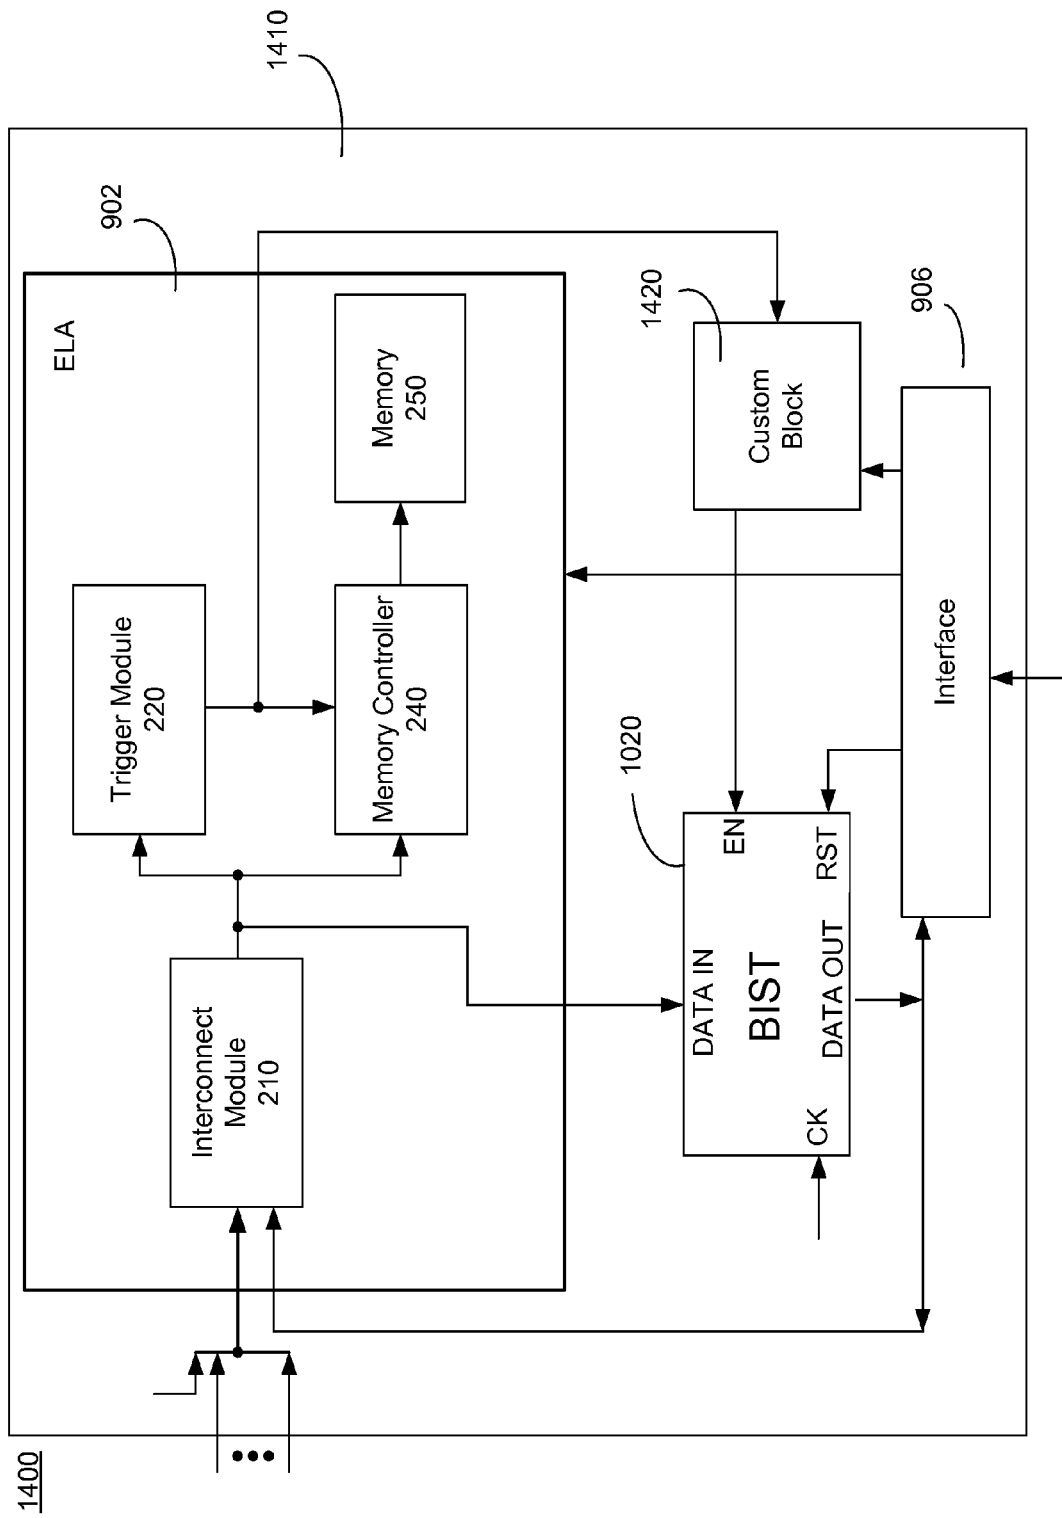 1400
1410
902
ELA
Trigger Module
220
Memory
250
Interconnect
Module
210
Memory Controller
240
1420
Custom
Block
1020
DATA IN
EN
BIST
CK
DATA OUT
RST
906
Interface